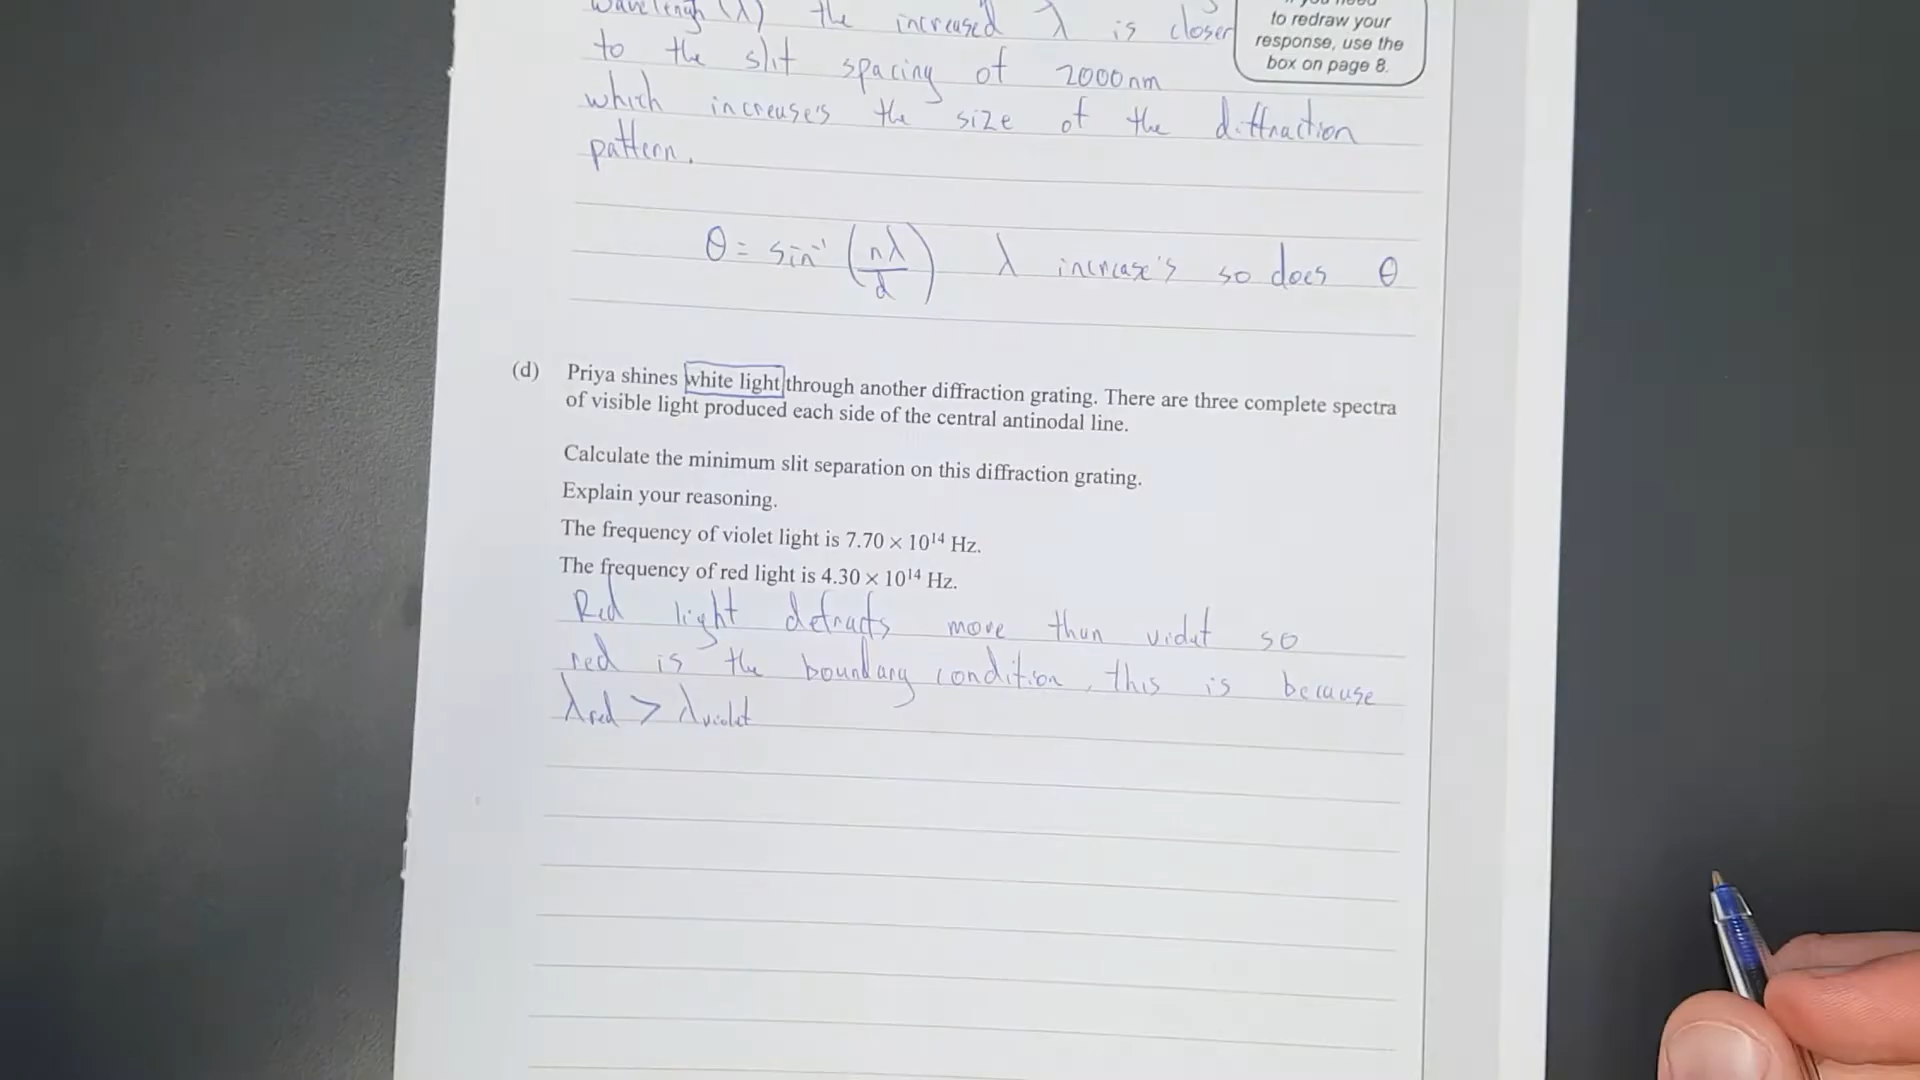 wavelength (λ) the increased λ is closer
to the slit spacing of 2000nm
which increase's the size of the diffraction
pattern.
to redraw your
response, use the
box on page 8.
θ = sin⁻¹ (nλ/d) λ increase's so does θ
(d) Priya shines white light through another diffraction grating. There are three complete spectra
of visible light produced each side of the central antinodal line.
Calculate the minimum slit separation on this diffraction grating.
Explain your reasoning.
The frequency of violet light is 7.70 × 10¹⁴ Hz.
The frequency of red light is 4.30 × 10¹⁴ Hz.
Red light defracts more than violet so
red is the boundary condition, this is because
λred > λviolet